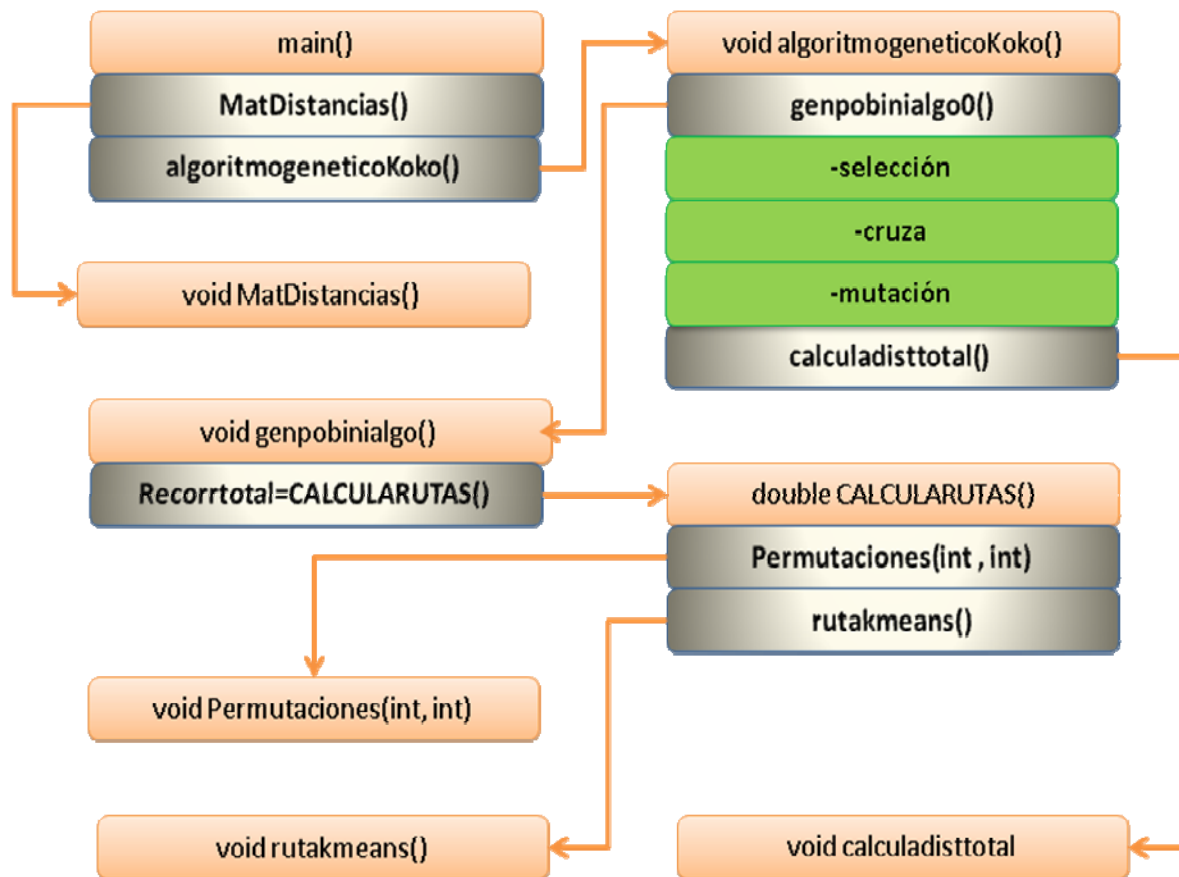 main()
MatDistancias()
algoritmogeneticoKoko()
void MatDistancias()
void algoritmogeneticoKoko()
genpobinialgo0()
-selección
-cruza
-mutación
calculadisttotal()
void genpobinialgo()
Recorrtotal=CALCULARUTAS()
double CALCULARUTAS()
Permutaciones(int , int)
rutakmeans()
void Permutaciones(int, int)
void rutakmeans()
void calculadisttotal